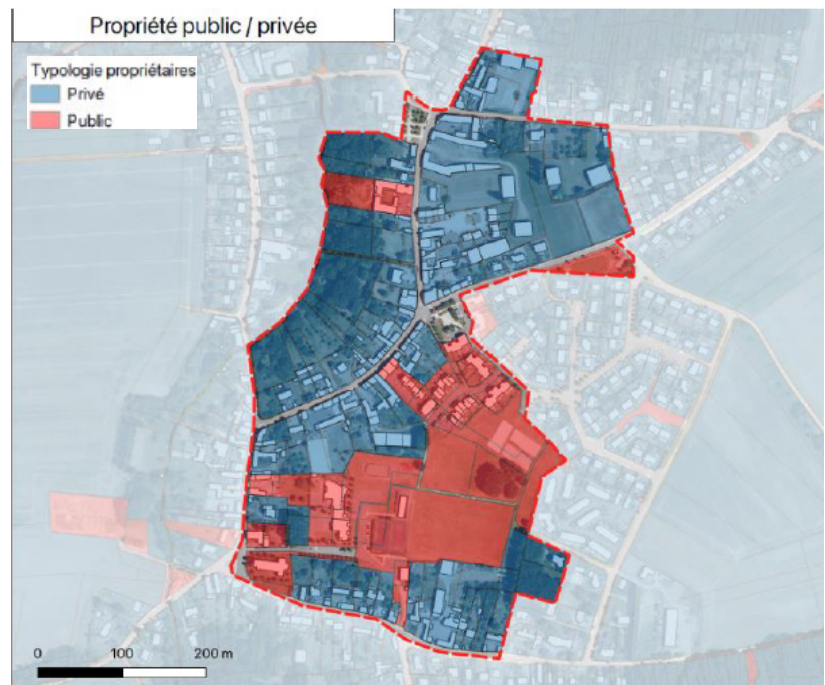 Propriété public / privée
Typologie propriétaires
Privé
Public
0 100 200 m